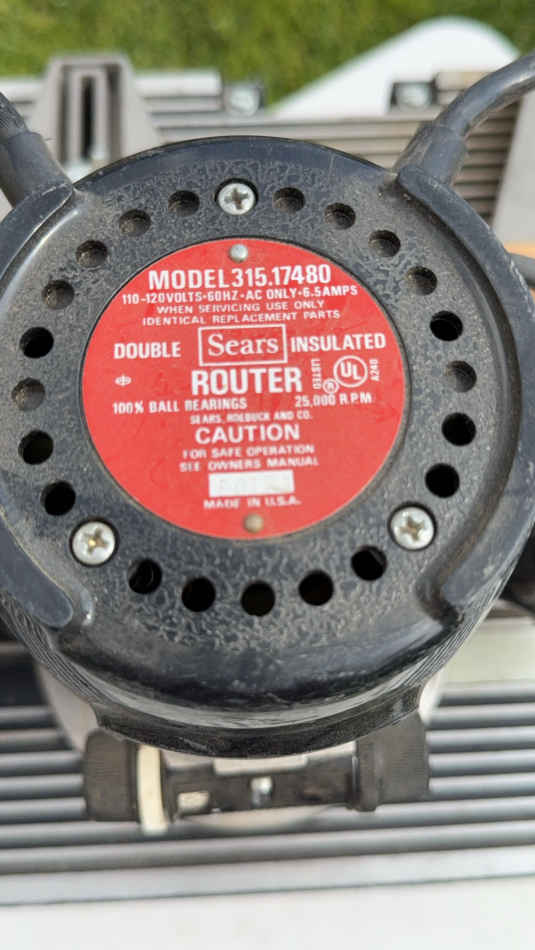 MODEL 315.17480
110-120VOLTS•60HZ•AC ONLY•6.5AMPS
WHEN SERVICING USE ONLY
IDENTICAL REPLACEMENT PARTS
DOUBLE Sears INSULATED
ROUTER LISTED UL ® A240
100% BALL BEARINGS 25,000 R.P.M
SEARS, ROEBUCK AND CO.
CAUTION
FOR SAFE OPERATION
SEE OWNERS MANUAL
MADE IN U.S.A.